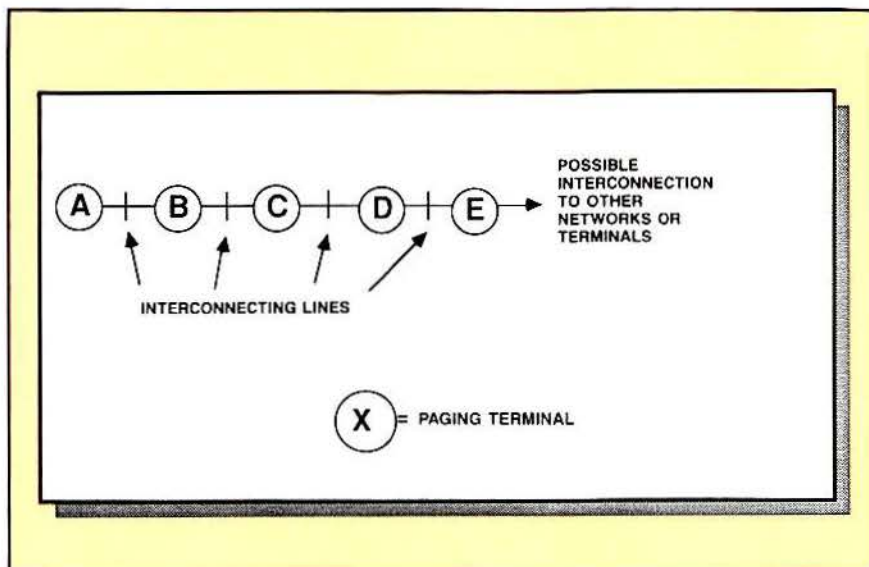 A B C D E
POSSIBLE
INTERCONNECTION
TO OTHER
NETWORKS OR
TERMINALS
INTERCONNECTING LINES
X = PAGING TERMINAL